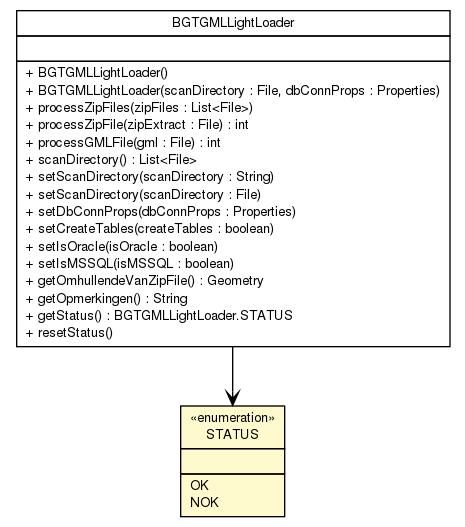 BGTGMLLightLoader
+ BGTGMLLightLoader()
+ BGTGMLLightLoader(scanDirectory : File, dbConnProps : Properties)
+ processZipFiles(zipFiles : List<File>)
+ processZipFile(zipExtract : File) : int
+ processGMLFile(gml : File) : int
+ scanDirectory() : List<File>
+ setScanDirectory(scanDirectory : String)
+ setScanDirectory(scanDirectory : File)
+ setDbConnProps(dbConnProps : Properties)
+ setCreateTables(createTables : boolean)
+ setIsOracle(isOracle : boolean)
+ setIsMSSQL(isMSSQL : boolean)
+ getOmhullendeVanZipFile() : Geometry
+ getOpmerkingen() : String
+ getStatus() : BGTGMLLightLoader.STATUS
+ resetStatus()
«enumeration»
STATUS
OK
NOK